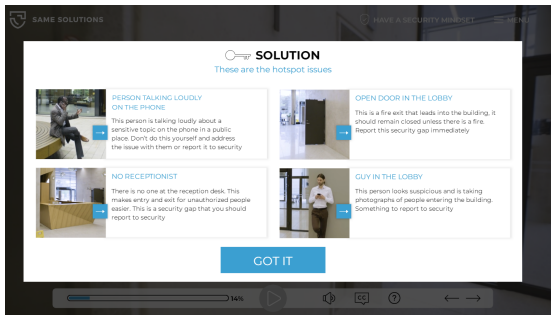 SAME SOLUTIONS
HAVE A SECURITY MINDSET
MENU
SOLUTION
These are the hotspot issues
PERSON TALKING LOUDLY
ON THE PHONE
This person is talking loudly about a
sensitive topic on the phone in a public
place. Don't do this yourself and address
the issue with them or report it to security
OPEN DOOR IN THE LOBBY
This is a fire exit that leads into the building, it
should remain closed unless there is a fire.
Report this security gap immediately
NO RECEPTIONIST
There is no one at the reception desk. This
makes entry and exit for unauthorized people
easier. This is a security gap that you should
report to security
GUY IN THE LOBBY
This person looks suspicious and is taking
photographs of people entering the building.
Something to report to security
GOT IT
14%
CC
?